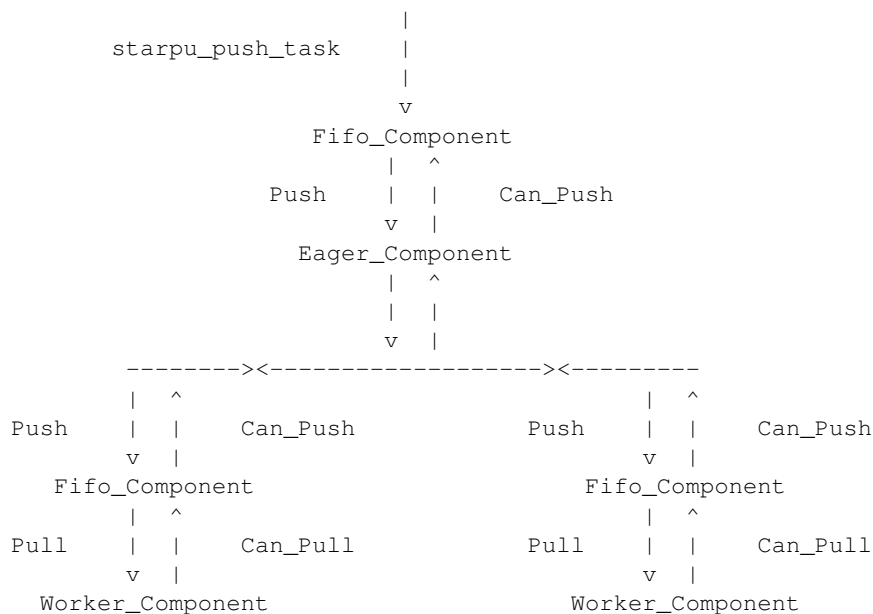 |
starpu_push_task |
|
v
Fifo_Component
| ^
Push | | Can_Push
v |
Eager_Component
| ^
| |
v |
--------><-------------------><---------
| ^ | ^
Push | | Can_Push Push | | Can_Push
v | v |
Fifo_Component Fifo_Component
| ^ | ^
Pull | | Can_Pull Pull | | Can_Pull
v | v |
Worker_Component Worker_Component